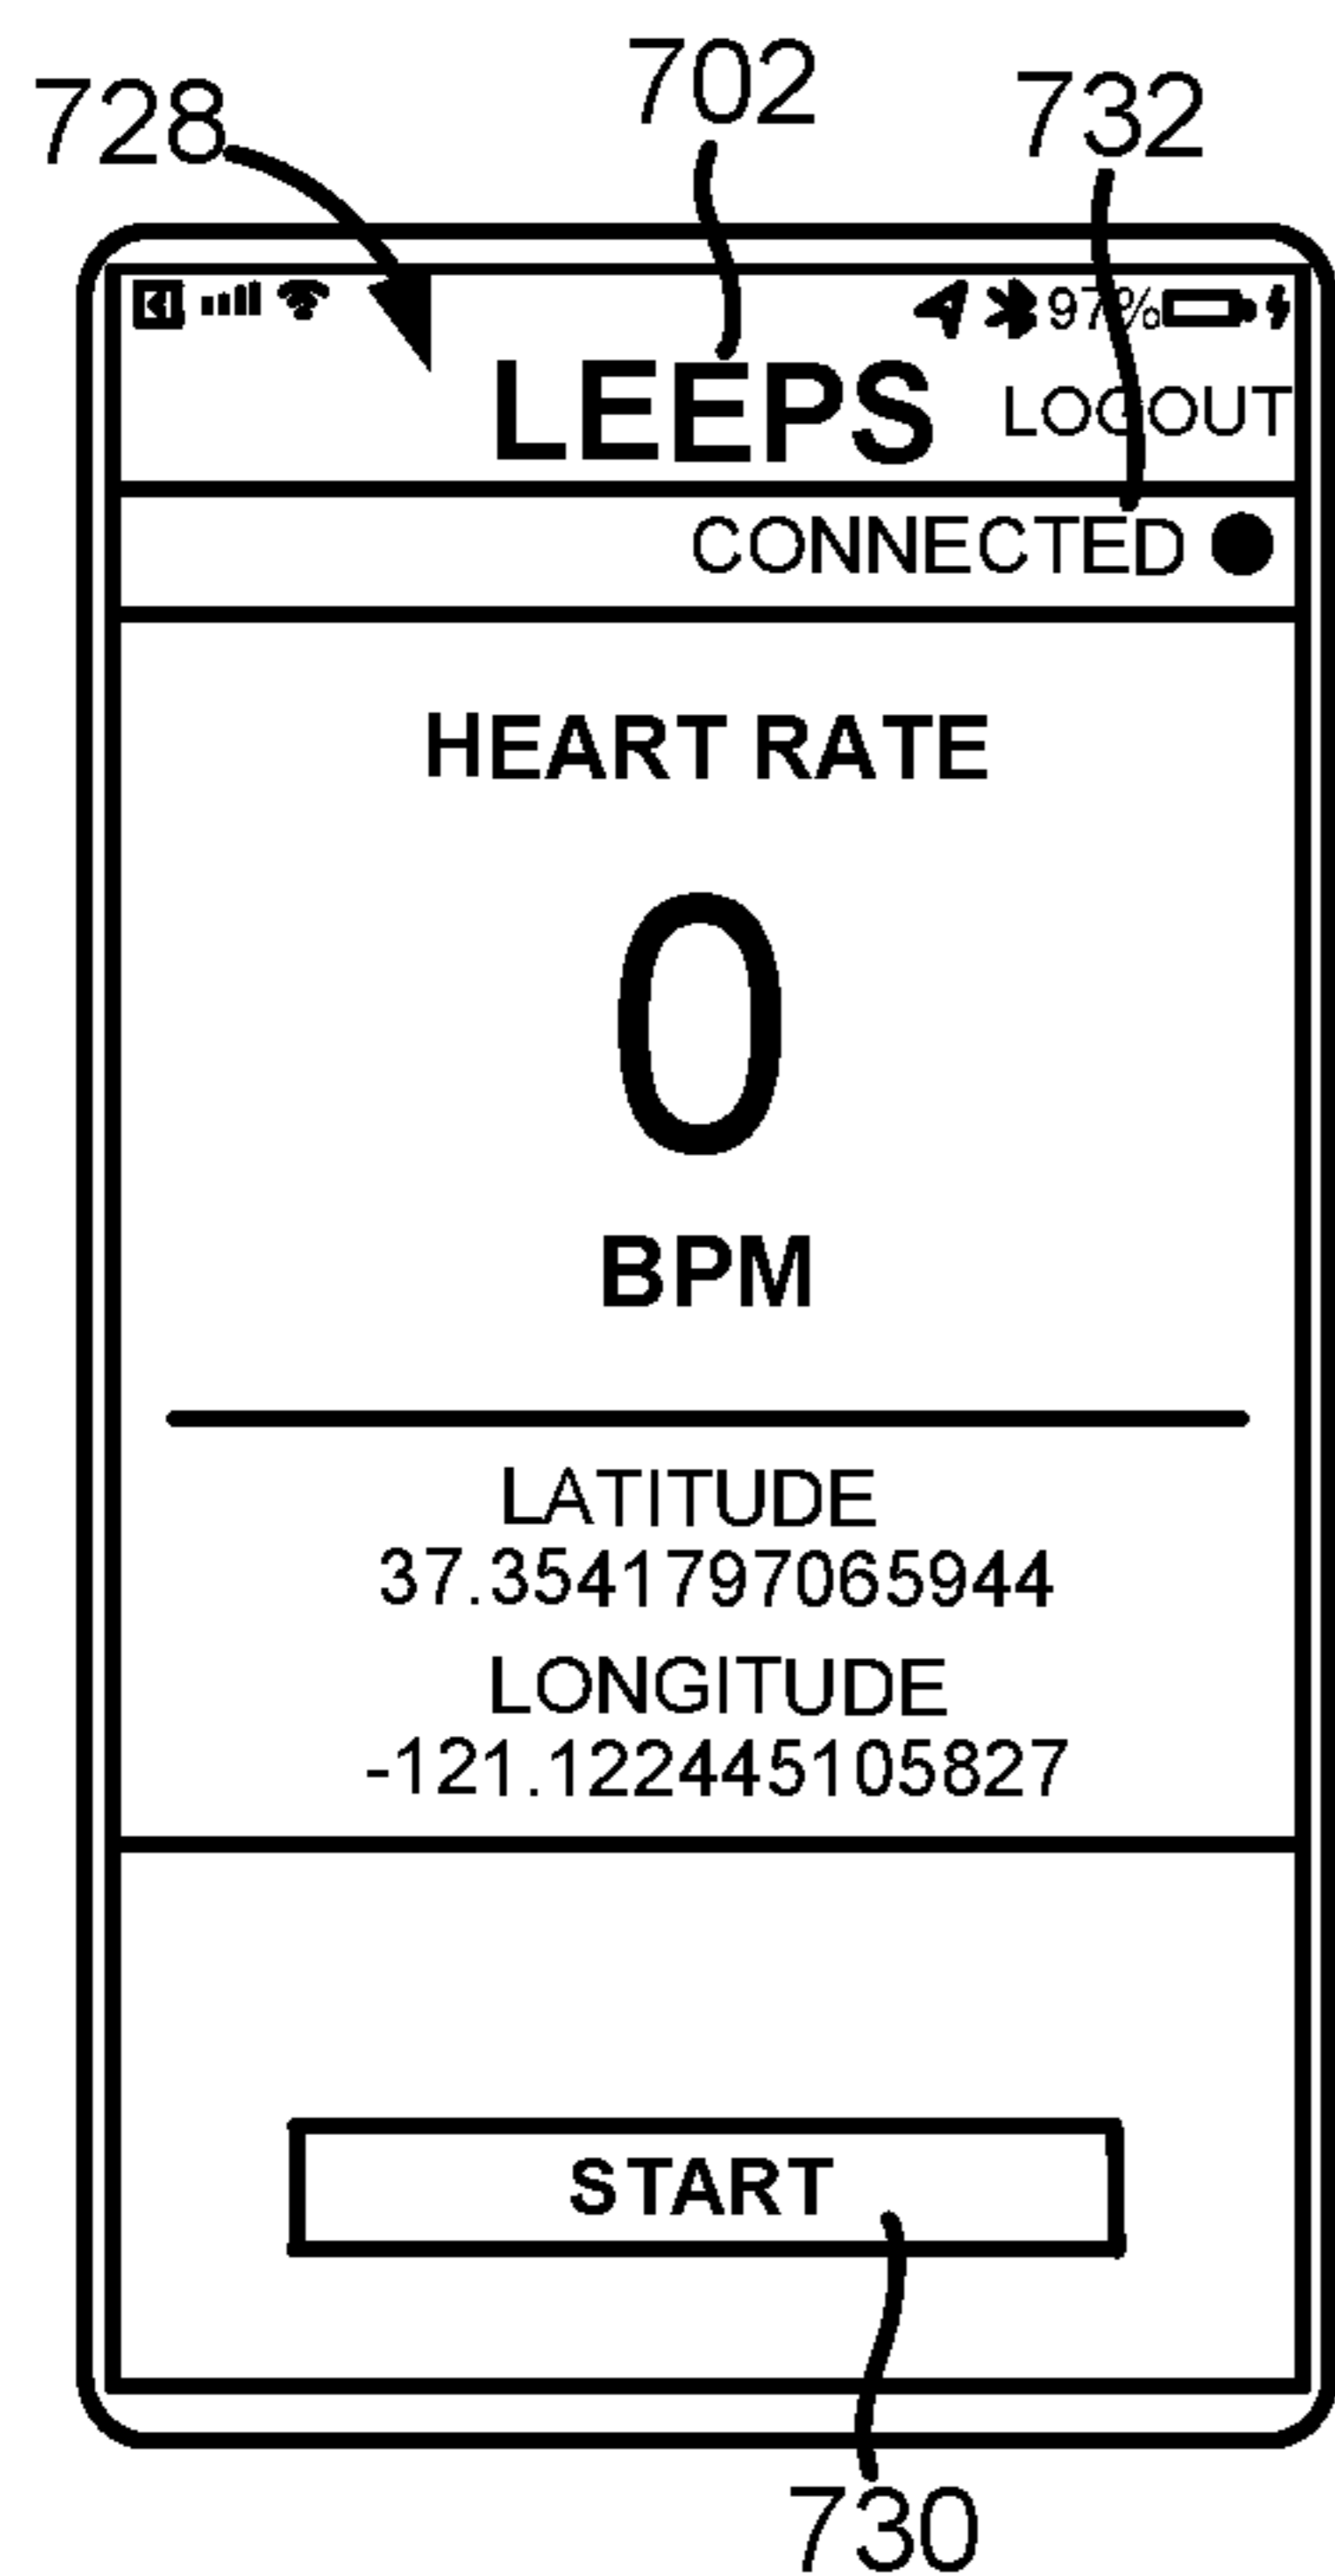 728
702
732
97%
LEEPS
LOGOUT
CONNECTED
HEART RATE
0
BPM
LATITUDE
37.3541797065944
LONGITUDE
-121.122445105827
START
730